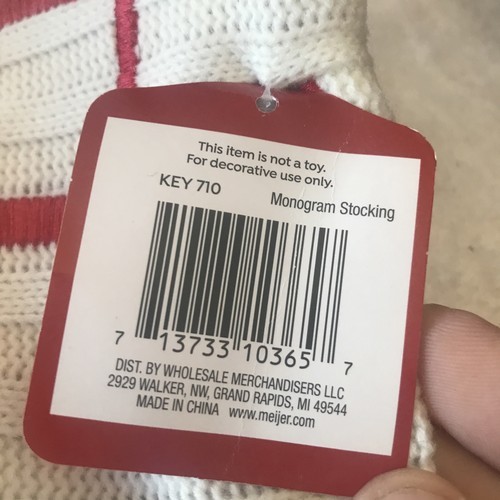 This item is not a toy.
For decorative use only.
KEY 710 Monogram Stocking
7 13733 10365 7
DIST. BY WHOLESALE MERCHANDISERS LLC
2929 WALKER, NW, GRAND RAPIDS, MI 49544
MADE IN CHINA www.meijer.com